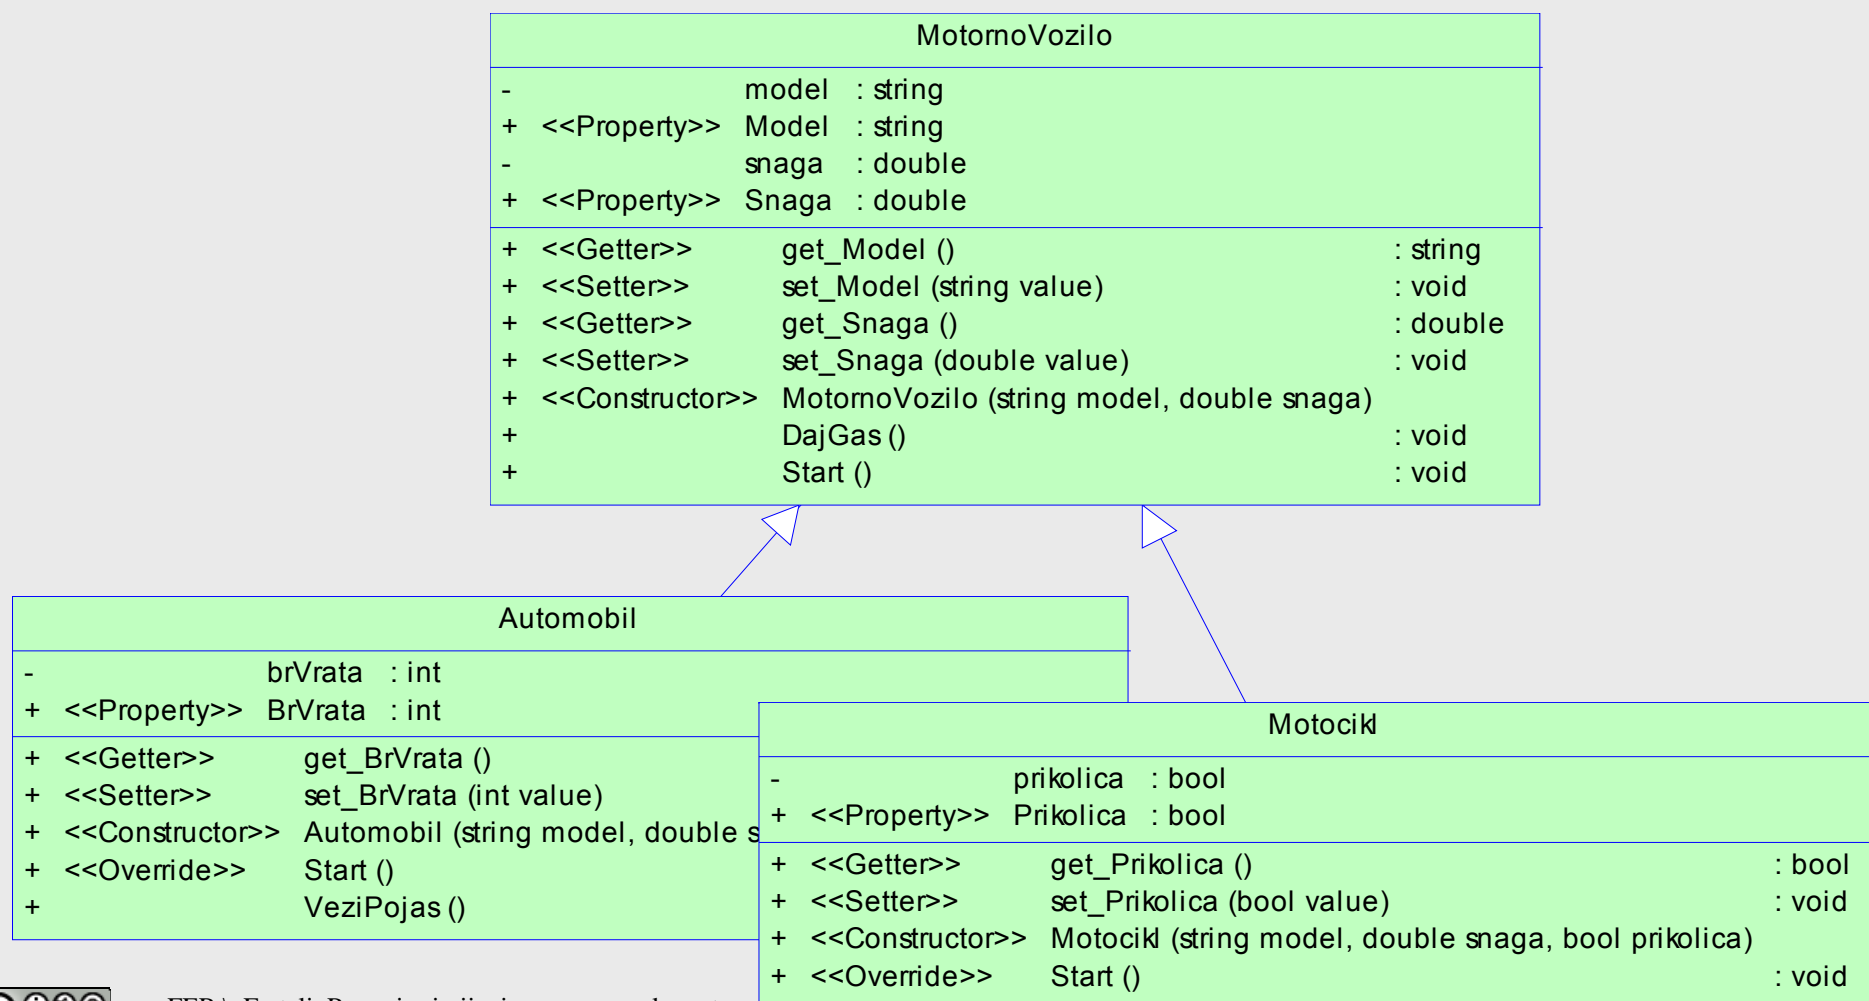 MotornoVozilo
- model : string
+ <<Property>> Model : string
- snaga : double
+ <<Property>> Snaga : double
+ <<Getter>> get_Model () : string
+ <<Setter>> set_Model (string value) : void
+ <<Getter>> get_Snaga () : double
+ <<Setter>> set_Snaga (double value) : void
+ <<Constructor>> MotornoVozilo (string model, double snaga)
+ DajGas () : void
+ Start () : void
Automobil
- brVrata : int
+ <<Property>> BrVrata : int
+ <<Getter>> get_BrVrata ()
+ <<Setter>> set_BrVrata (int value)
+ <<Constructor>> Automobil (string model, double s
+ <<Override>> Start ()
+ VeziPojas ()
Motocikl
- prikolica : bool
+ <<Property>> Prikolica : bool
+ <<Getter>> get_Prikolica () : bool
+ <<Setter>> set_Prikolica (bool value) : void
+ <<Constructor>> Motocikl (string model, double snaga, bool prikolica)
+ <<Override>> Start () : void